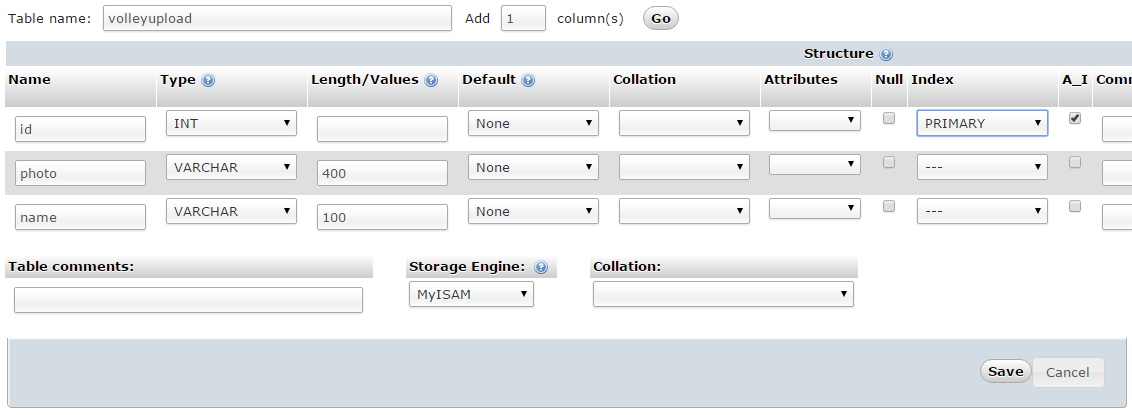 Table name: volleyupload Add 1 column(s) Go
Structure
Name Type Length/Values Default Collation Attributes Null Index A_I Comm
id INT None PRIMARY
photo VARCHAR 400 None ---
name VARCHAR 100 None ---
Table comments: Storage Engine: Collation:
MyISAM
Save Cancel